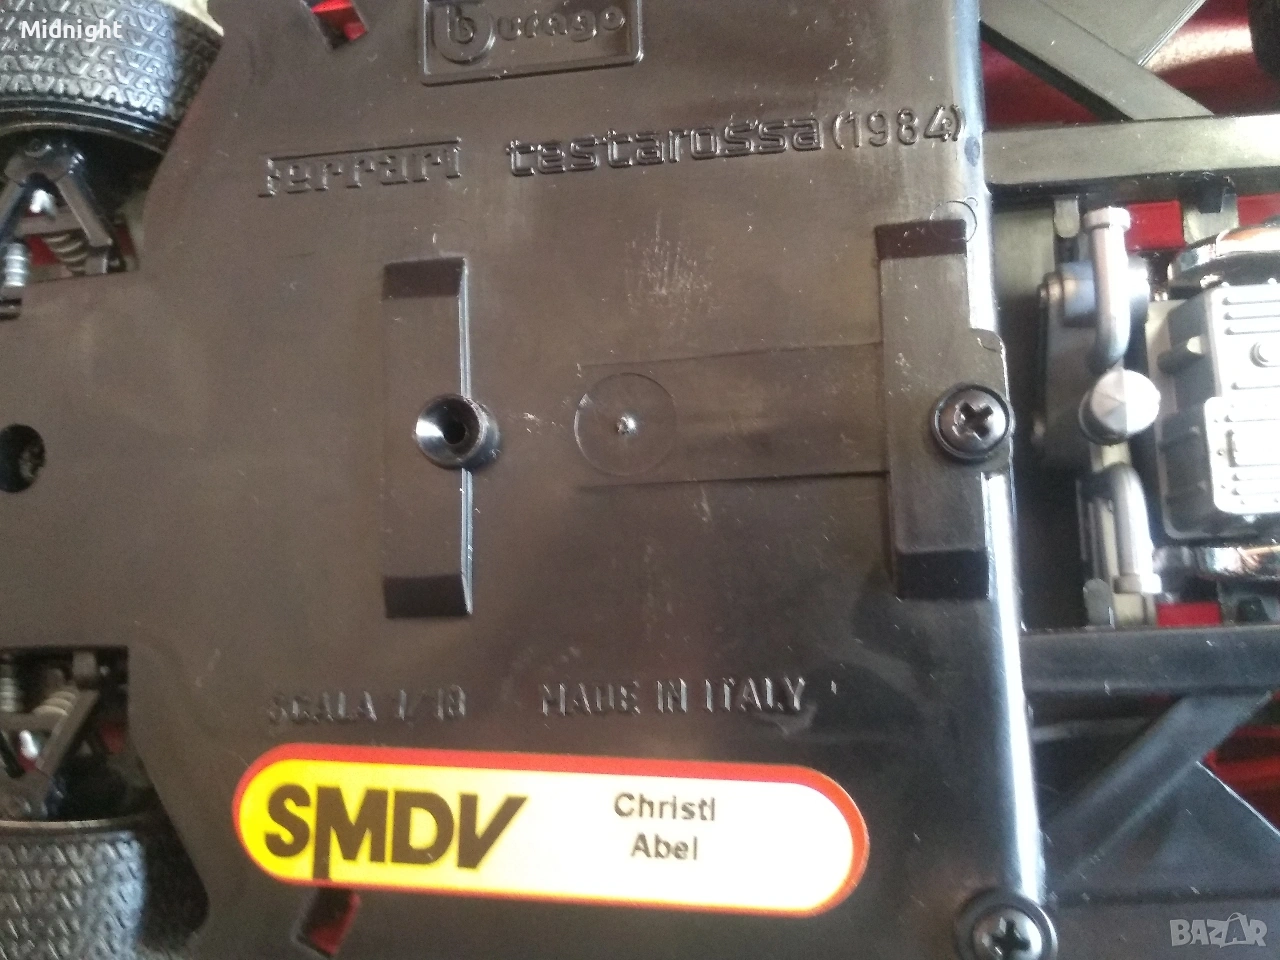 Midnight
Burago
Ferrari testarossa (1984)
SCALA 1/18 MADE IN ITALY
SMDV
Christl
Abel
BAZAR